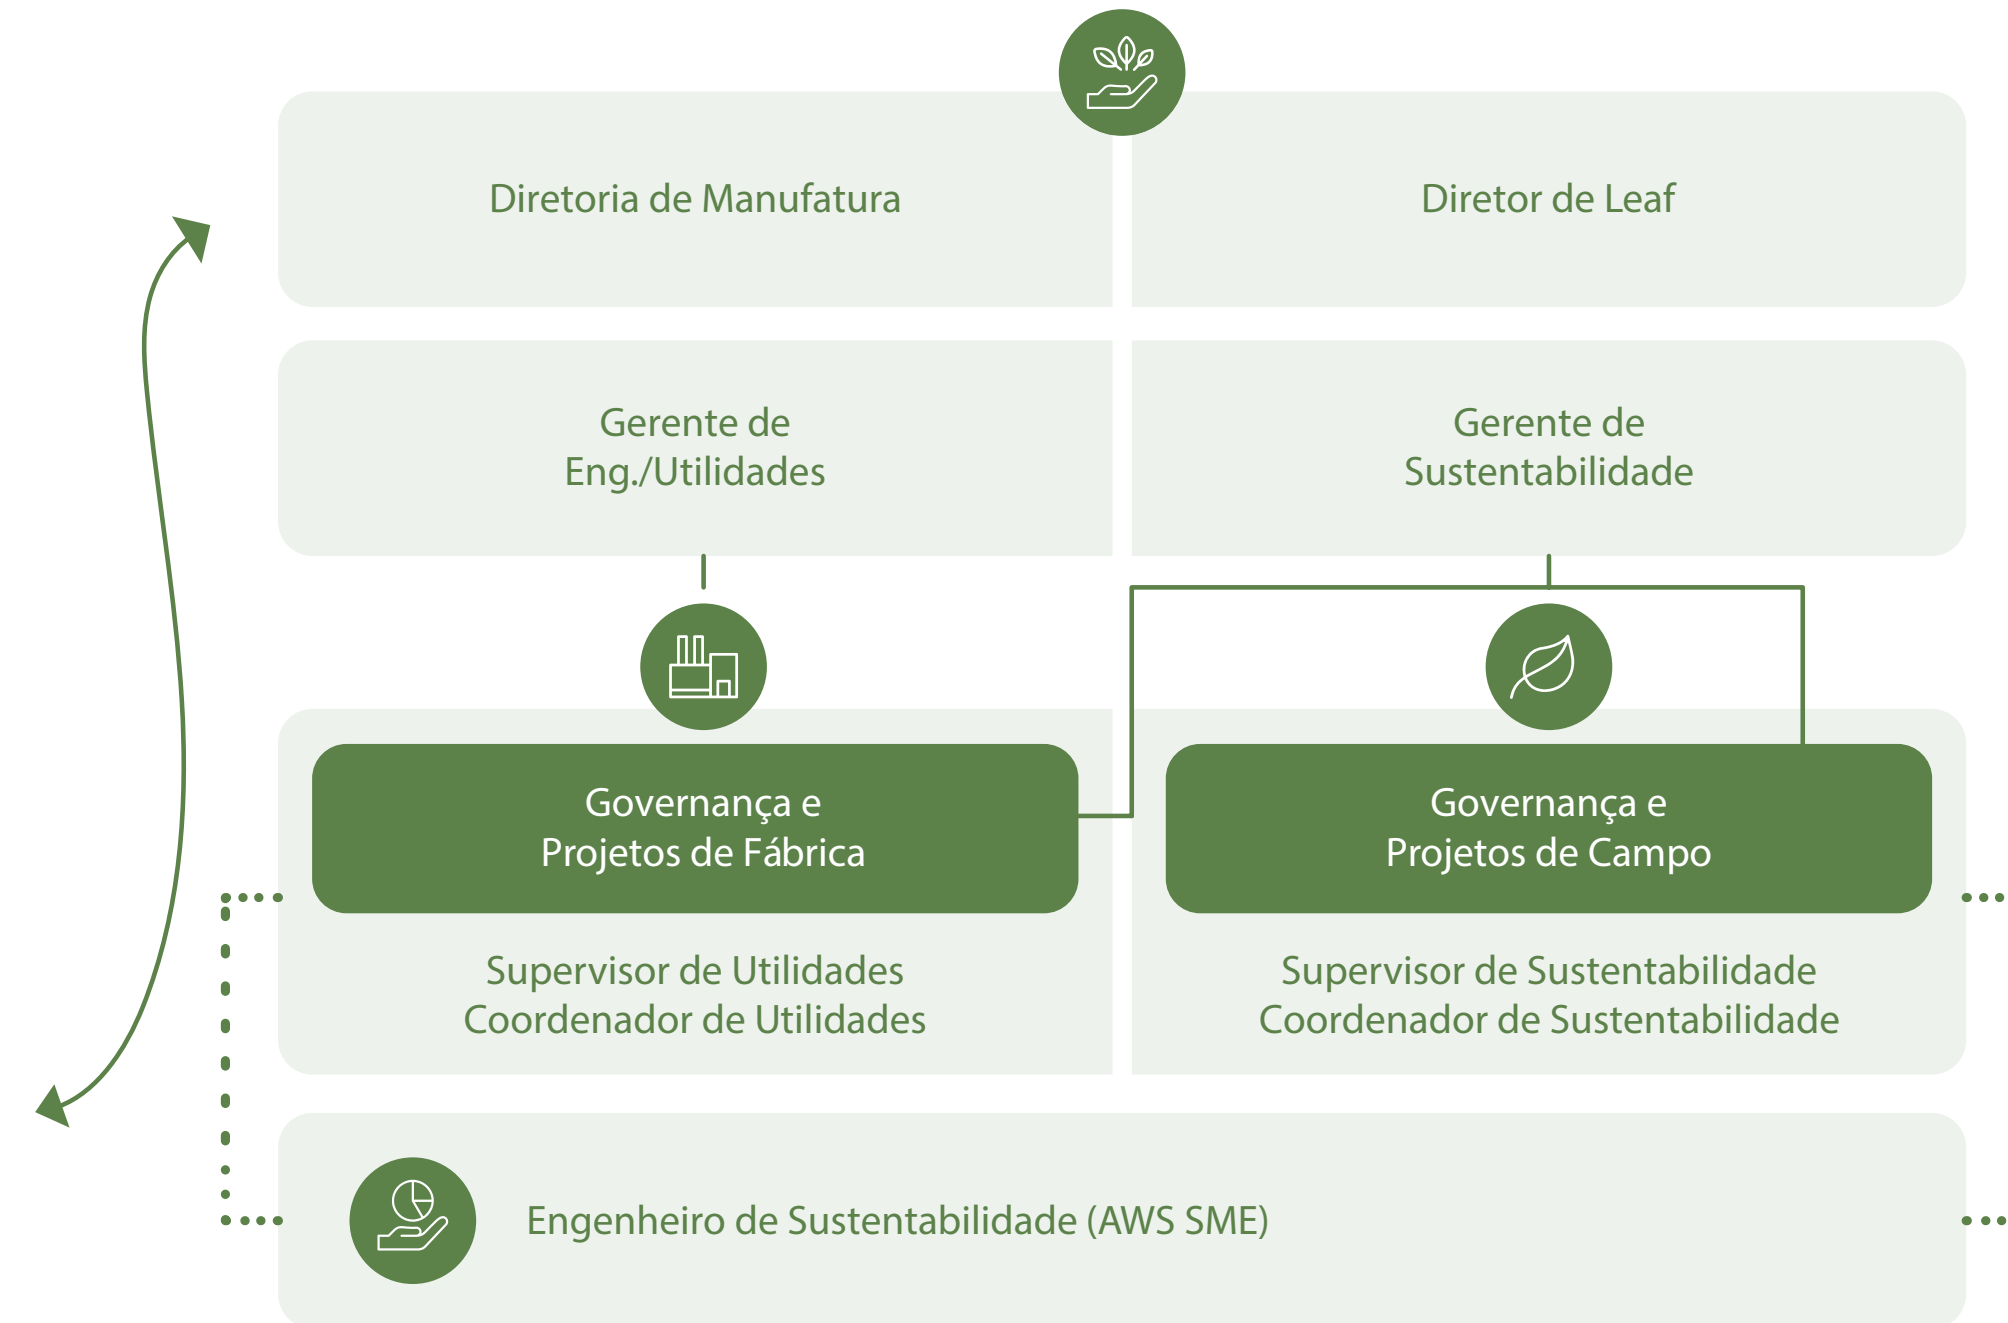 Diretoria de Manufatura
Diretor de Leaf
Gerente de
Eng./Utilidades
Gerente de
Sustentabilidade
Governança e
Projetos de Fábrica
Governança e
Projetos de Campo
Supervisor de Utilidades
Coordenador de Utilidades
Supervisor de Sustentabilidade
Coordenador de Sustentabilidade
Engenheiro de Sustentabilidade (AWS SME)